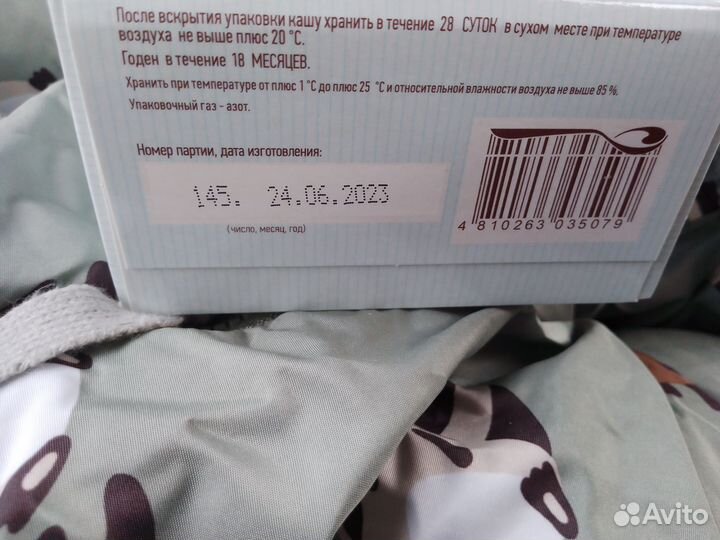 После вскрытия упаковки кашу хранить в течение 28 СУТОК в сухом месте при температуре
воздуха не выше плюс 20 °С.
Годен в течение 18 МЕСЯЦЕВ.
Хранить при температуре от плюс 1 °С до плюс 25 °С и относительной влажности воздуха не выше 85 %.
Упаковочный газ - азот.
Номер партии, дата изготовления:
145. 24.06.2023
(число, месяц, год)
4 810263 035079
Avito